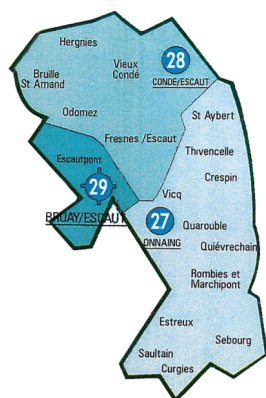 Hergnies
Vieux
Condé
28
CONDE/ESCAUT
Bruille
St Amand
Odomez
St Aybert
Fresnes /Escaut
Thivencelle
Escautpont
Crespin
29
Vicq
BRUAY/ESCAUT
27
ONNAING
Quarouble
Quiévrechain
Rombies et
Marchipont
Estreux
Sebourg
Saultain
Curgies